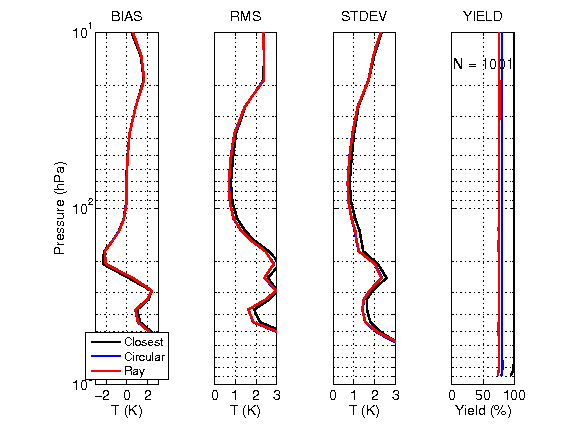 BIAS RMS STDEV YIELD
10^1
N = 1001
Pressure (hPa)
10^2
Closest
Circular
Ray
10
−2 0 2 0 1 2 3 0 1 2 3 0 50 100
T (K) T (K) T (K) Yield (%)